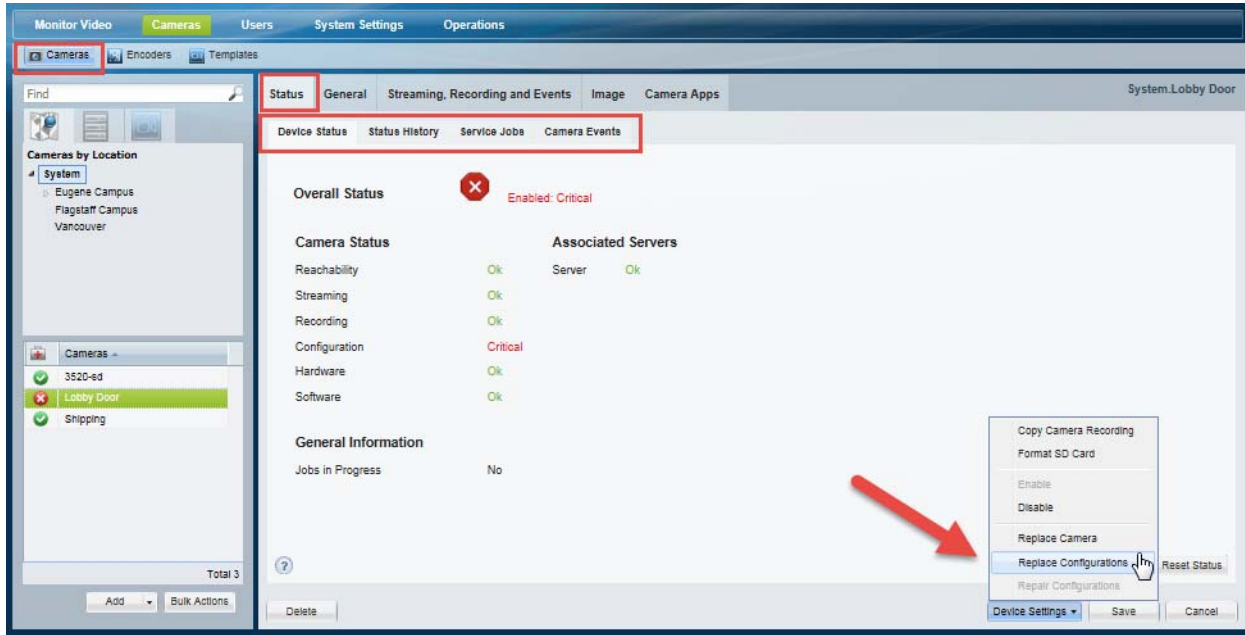 Monitor Video Cameras Users System Settings Operations
Cameras Encoders Templates
Find
Cameras by Location
System
Eugene Campus
Flagstaff Campus
Vancouver
Cameras
3520-ed
Lobby Door
Shipping
Total 3
Add Bulk Actions
Status General Streaming, Recording and Events Image Camera Apps System.Lobby Door
Device Status Status History Service Jobs Camera Events
Overall Status Enabled: Critical
Camera Status Associated Servers
Reachability Ok Server Ok
Streaming Ok
Recording Ok
Configuration Critical
Hardware Ok
Software Ok
General Information
Jobs in Progress No
Copy Camera Recording
Format SD Card
Enable
Disable
Replace Camera
Replace Configurations
Repair Configurations
? Reset Status
Delete Device Settings Save Cancel